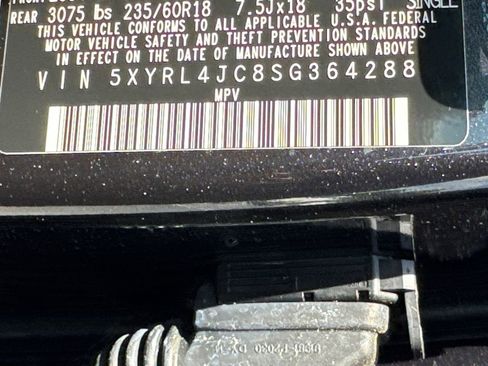 REAR 3075 lbs 235/60R18 7.5Jx18 35psi SINGLE
THIS VEHICLE CONFORMS TO ALL APPLICABLE U.S.A. FEDERAL
MOTOR VEHICLE SAFETY AND THEFT PREVENTION STANDARDS
IN EFFECT ON THE DATE OF MANUFACTURE SHOWN ABOVE.
VIN 5XYRL4JC8SG364288
MPV